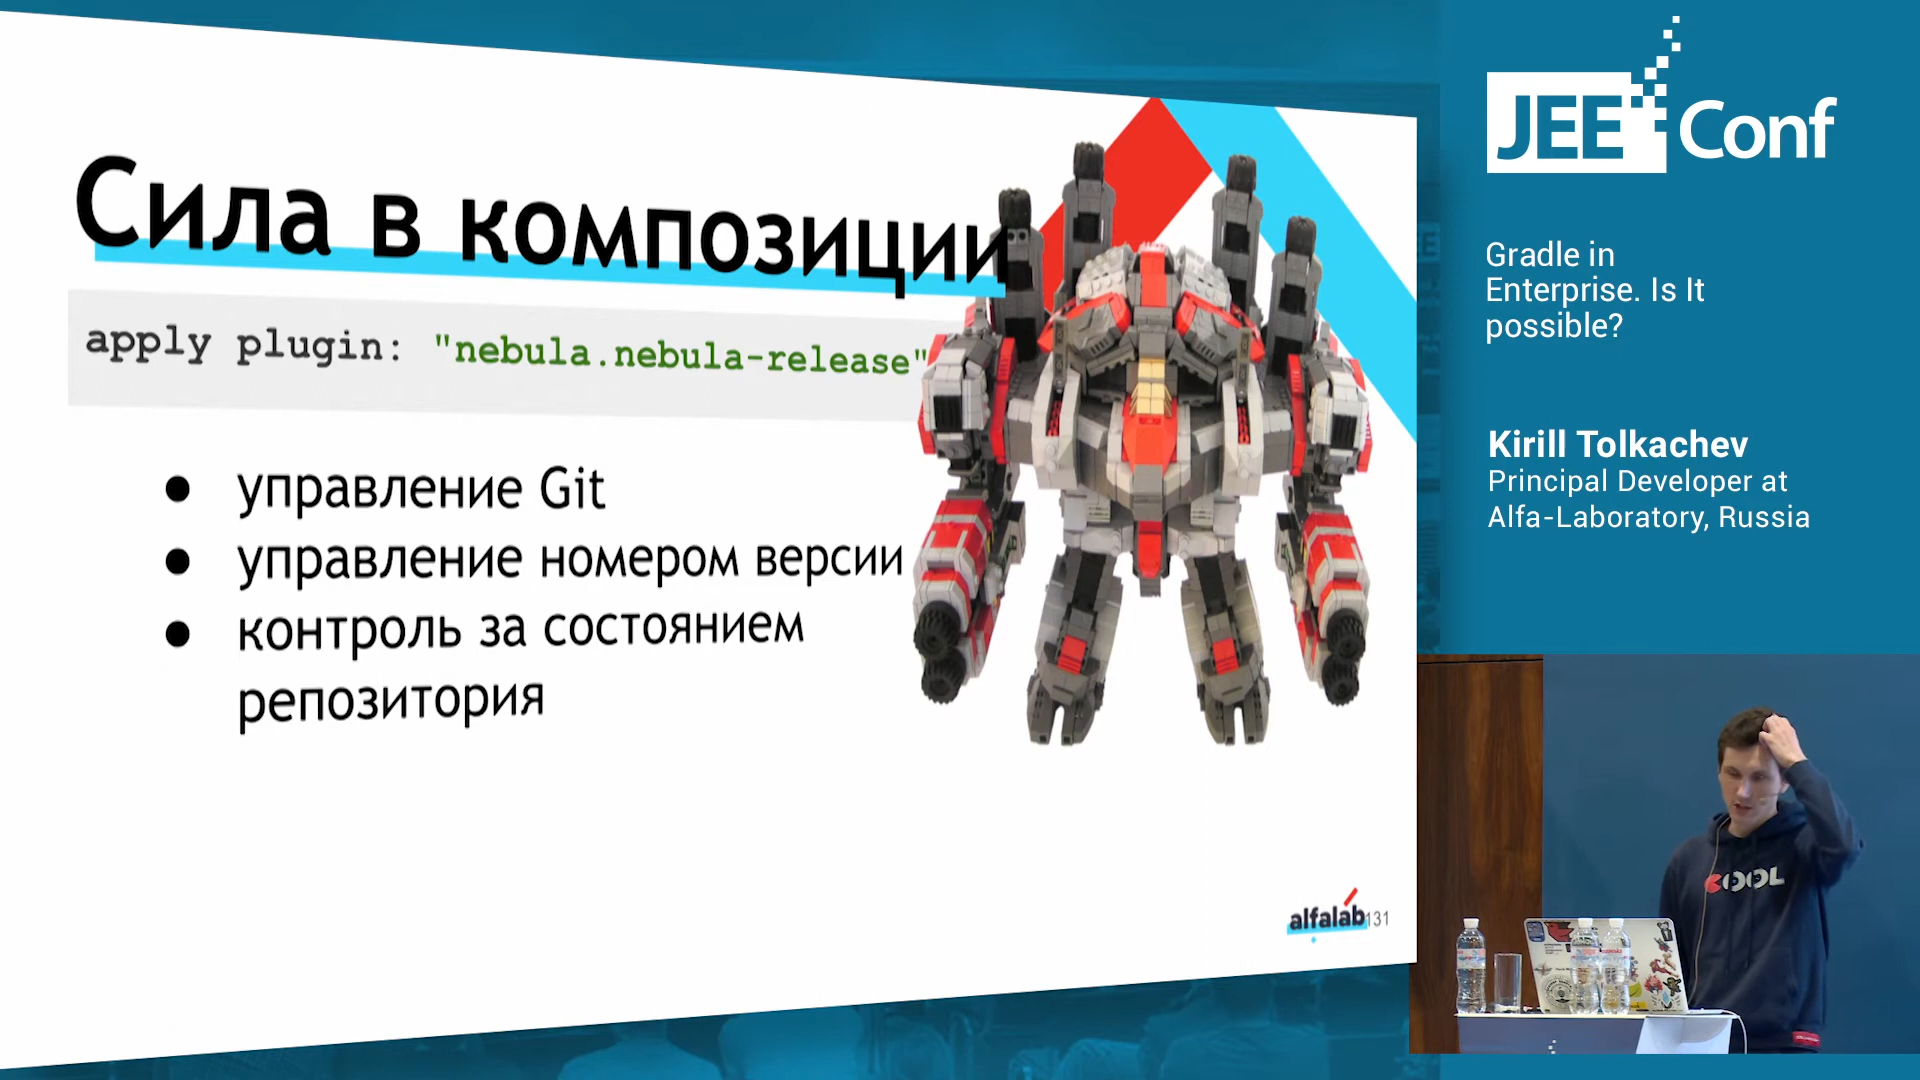 Сила в композиции
apply plugin: "nebula.nebula-release"
● управление Git
● управление номером версии
● контроль за состоянием
репозитория
alfalab 131
JEE Conf
Gradle in
Enterprise. Is It
possible?
Kirill Tolkachev
Principal Developer at
Alfa-Laboratory, Russia
COOL